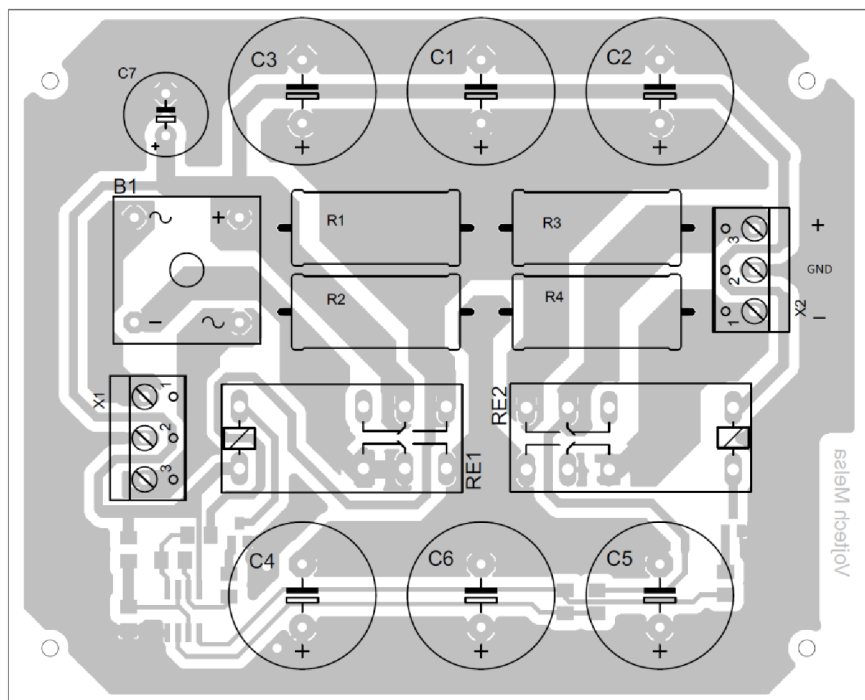 C7
C3
C1
C2
+
+
+
+
B1
+
−
R1
R3
R2
R4
3
2
1
X2
+
GND
−
X1
1
2
3
RE1
RE2
C4
C6
C5
+
+
+
Vojtech Melsa